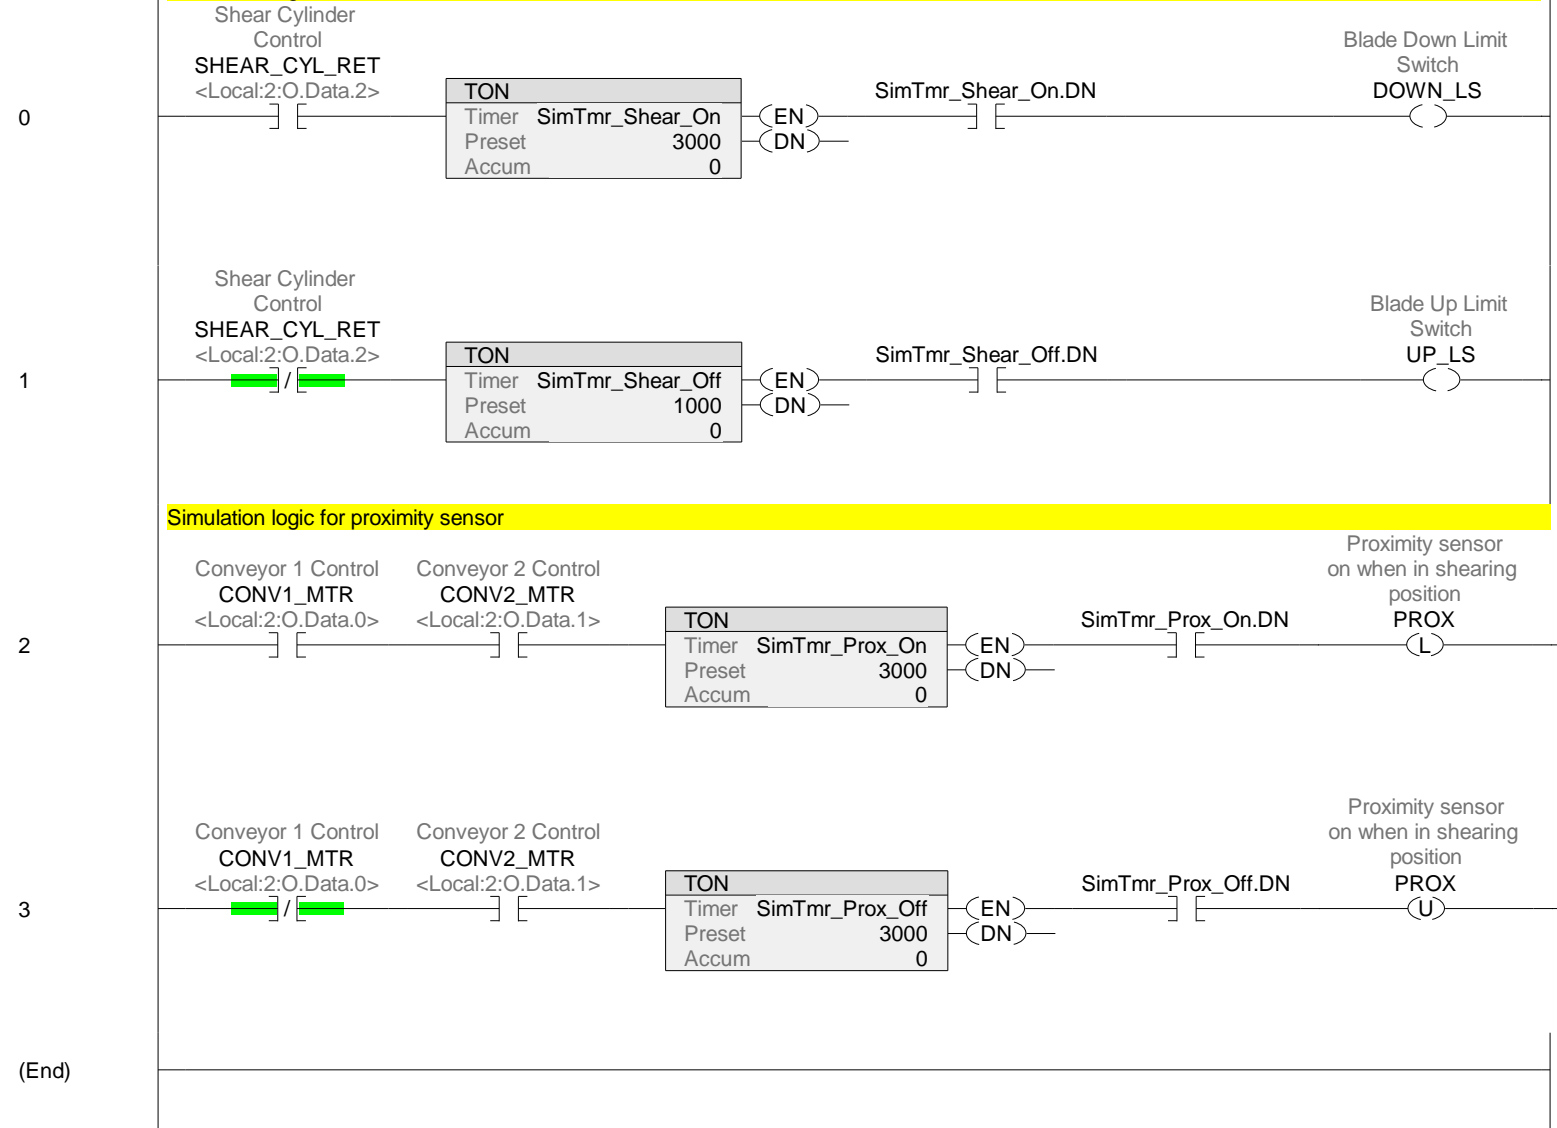 Shear Cylinder
Control
SHEAR_CYL_RET
<Local:2:O.Data.2>
Blade Down Limit
Switch
DOWN_LS
0
TON
Timer SimTmr_Shear_On
Preset 3000
Accum 0
EN
DN
SimTmr_Shear_On.DN
Shear Cylinder
Control
SHEAR_CYL_RET
<Local:2:O.Data.2>
Blade Up Limit
Switch
UP_LS
1
/
TON
Timer SimTmr_Shear_Off
Preset 1000
Accum 0
EN
DN
SimTmr_Shear_Off.DN
Simulation logic for proximity sensor
Conveyor 1 Control
CONV1_MTR
<Local:2:O.Data.0>
Conveyor 2 Control
CONV2_MTR
<Local:2:O.Data.1>
Proximity sensor
on when in shearing
position
PROX
2
TON
Timer SimTmr_Prox_On
Preset 3000
Accum 0
EN
DN
SimTmr_Prox_On.DN
L
Conveyor 1 Control
CONV1_MTR
<Local:2:O.Data.0>
Conveyor 2 Control
CONV2_MTR
<Local:2:O.Data.1>
Proximity sensor
on when in shearing
position
PROX
3
/
TON
Timer SimTmr_Prox_Off
Preset 3000
Accum 0
EN
DN
SimTmr_Prox_Off.DN
U
(End)